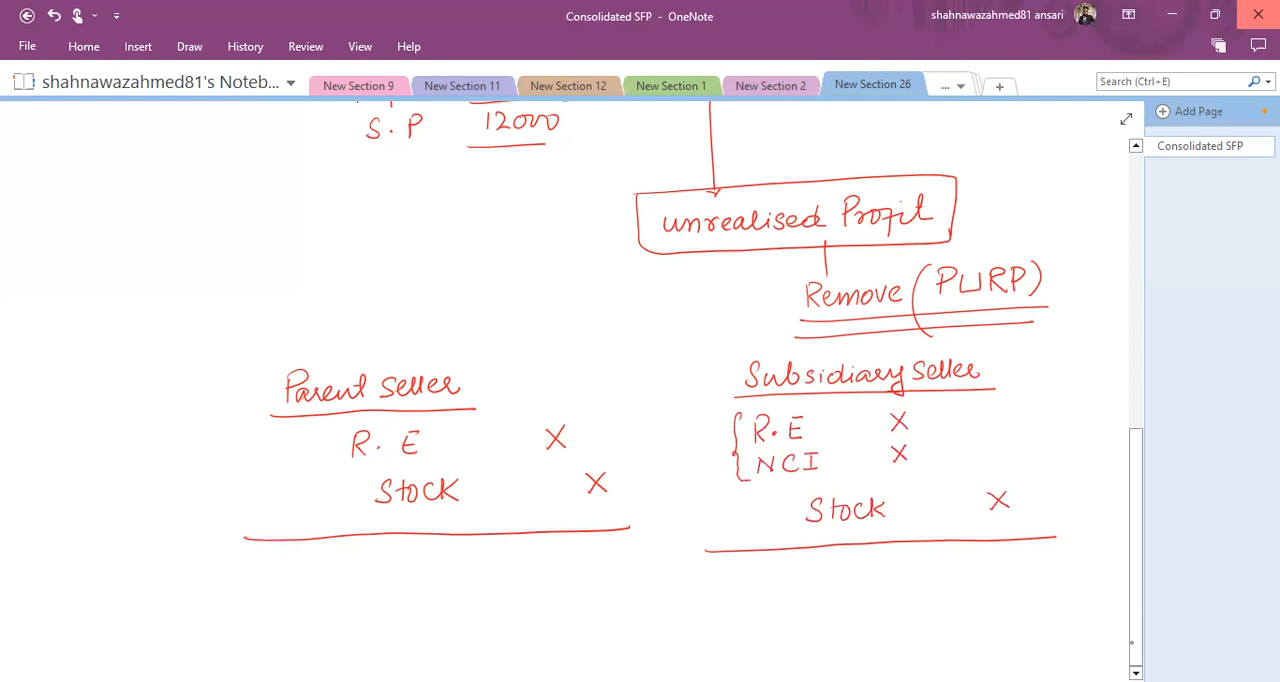 Consolidated SFP - OneNote
shahnawazahmed81 ansari
File Home Insert Draw History Review View Help
shahnawazahmed81's Noteb... New Section 9 New Section 11 New Section 12 New Section 1 New Section 2 New Section 26 ... Search (Ctrl+E)
Add Page
Consolidated SFP
S.P 12000
unrealised Profit
Remove (PURP)
Parent Seller
R.E X
Stock X
Subsidiary Seller
R.E X
NCI X
Stock X